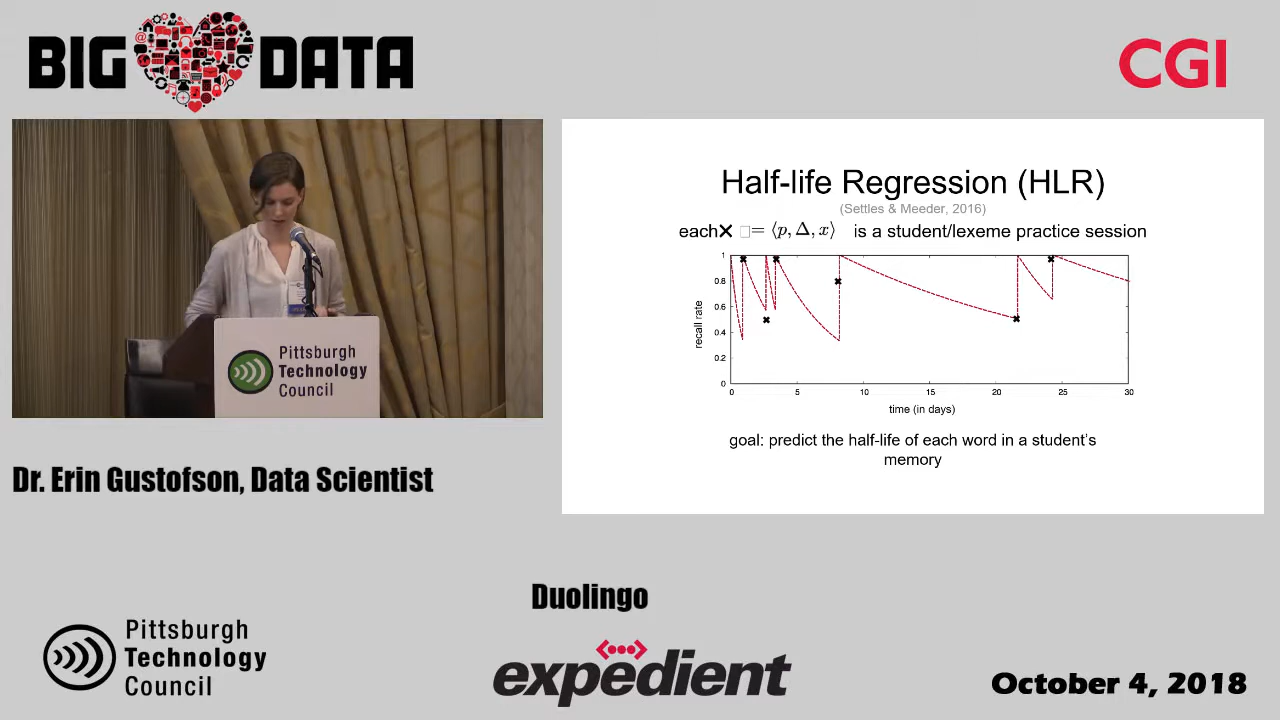 BIG DATA
CGI
Half-life Regression (HLR)
(Settles & Meeder, 2016)
each✖ □= ⟨p, Δ, x⟩ is a student/lexeme practice session
1
0.8
0.6
0.4
0.2
0
recall rate
0 5 10 15 20 25 30
time (in days)
goal: predict the half-life of each word in a student's
memory
Pittsburgh
Technology
Council
Dr. Erin Gustofson, Data Scientist
Duolingo
Pittsburgh
Technology
Council
expedient
October 4, 2018